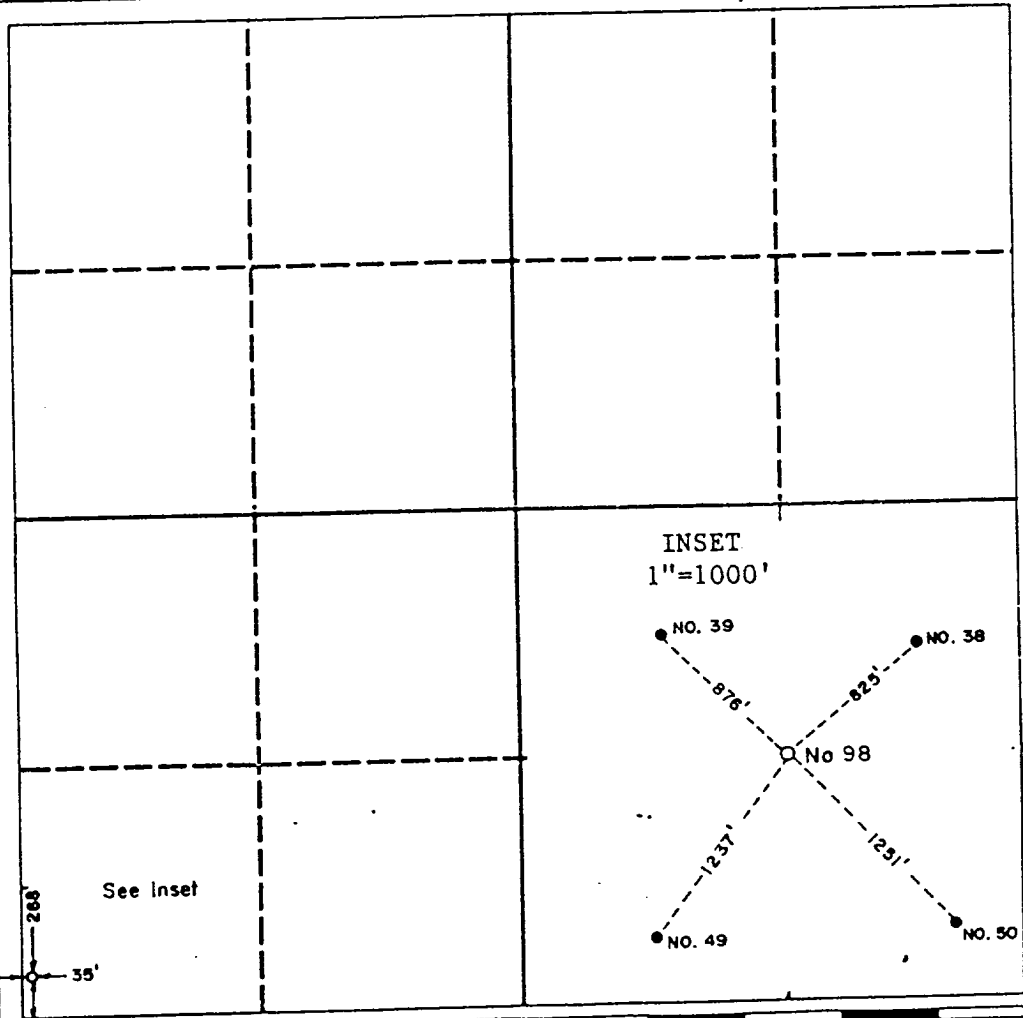 INSET
1"=1000'
NO. 39
NO. 38
876'
825'
No 98
1237'
1251'
See Inset
268'
NO. 49
NO. 50
35'